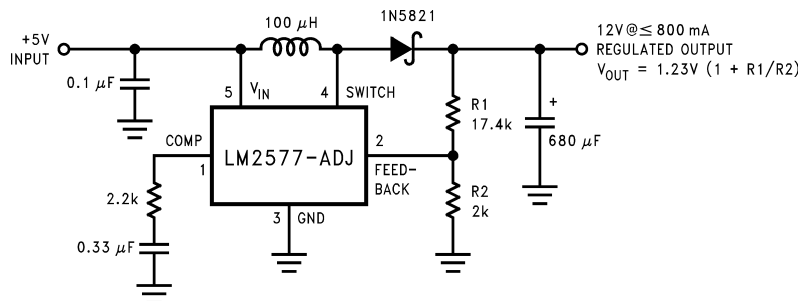 1N5821
100 μH
12V@≤ 800 mA
REGULATED OUTPUT
VOUT = 1.23V (1 + R1/R2)
+5V
INPUT
0.1 μF
5
VIN
4
SWITCH
R1
17.4k
+
680 μF
COMP
1
LM2577-ADJ
2
FEED-
BACK
2.2k
R2
2k
3
GND
0.33 μF